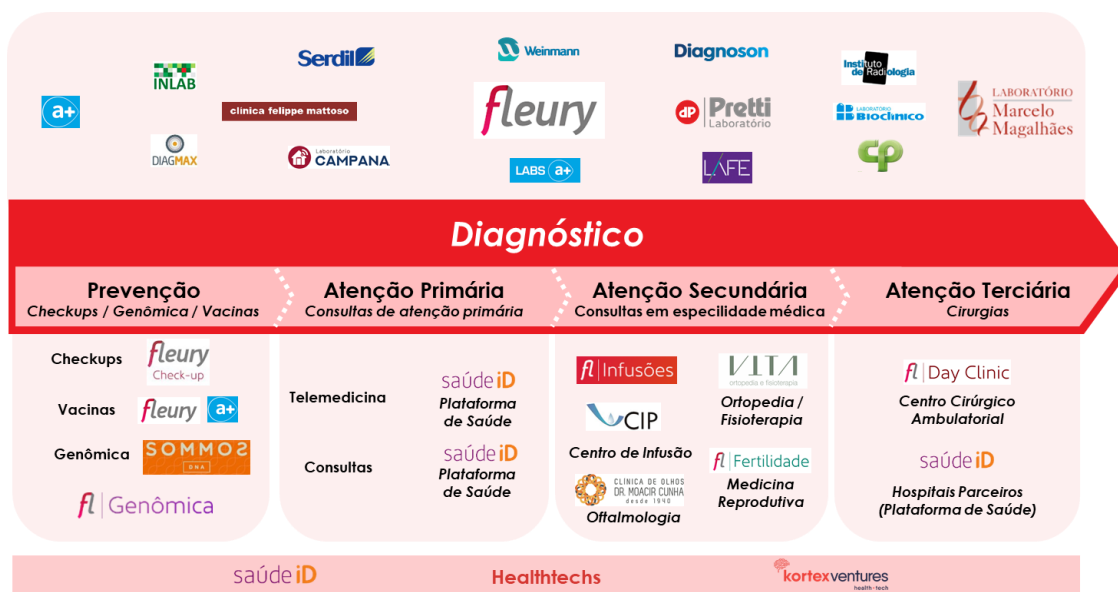 a+
INLAB
DIAGMAX
Serdil
clinica felippe mattoso
Laboratório
CAMPANA
Weinmann
fleury
LABS a+
Diagnoson
dP Pretti
Laboratório
LAFE
Instituto
de Radiologia
LABORATÓRIO
BIOCLÍNICO
cp
LABORATÓRIO
Marcelo
Magalhães
Diagnóstico
Prevenção
Checkups / Genômica / Vacinas
Atenção Primária
Consultas de atenção primária
Atenção Secundária
Consultas em especilidade médica
Atenção Terciária
Cirurgias
Checkups
fleury
Check-up
Vacinas
fleury a+
Genômica
SOMMOS
DNA
fl Genômica
Telemedicina
saúde iD
Plataforma
de Saúde
Consultas
saúde iD
Plataforma
de Saúde
fl Infusões
CIP
Centro de Infusão
CLINICA DE OLHOS
DR. MOACIR CUNHA
desde 1940
Oftalmologia
VITA
ortopedia e fisioterapia
Ortopedia /
Fisioterapia
fl Fertilidade
Medicina
Reprodutiva
fl Day Clinic
Centro Cirúrgico
Ambulatorial
saúde iD
Hospitais Parceiros
(Plataforma de Saúde)
saúde iD
Healthtechs
kortexventures
health-tech